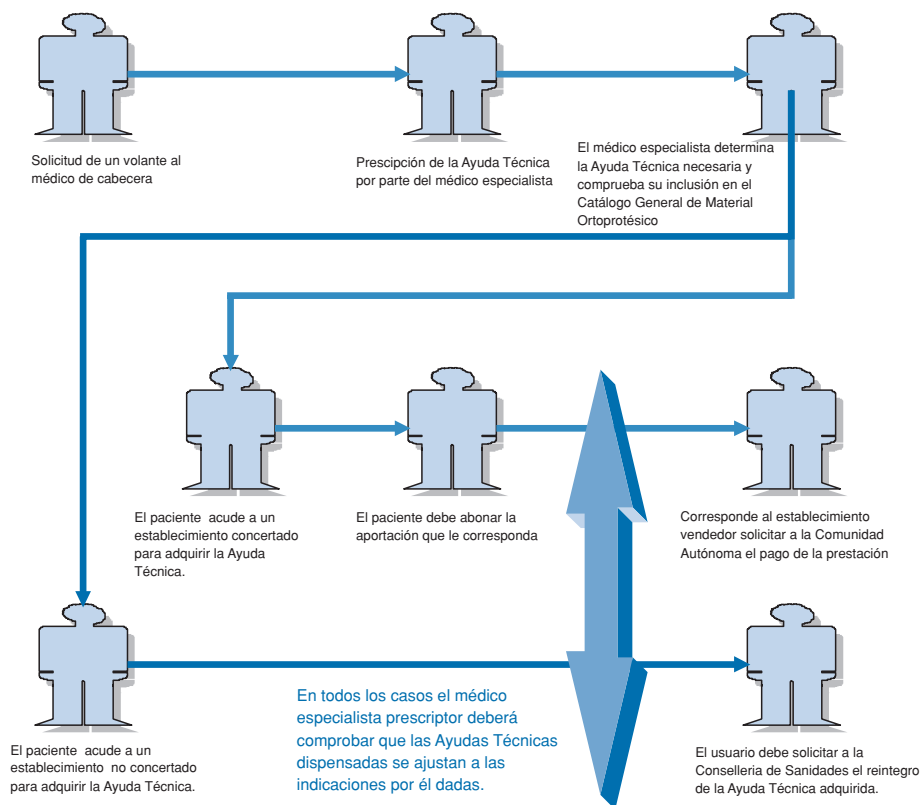 Solicitud de un volante al
médico de cabecera
Prescipción de la Ayuda Técnica
por parte del médico especialista
El médico especialista determina
la Ayuda Técnica necesaria y
comprueba su inclusión en el
Catálogo General de Material
Ortoprotésico
El paciente acude a un
establecimiento concertado
para adquirir la Ayuda
Técnica.
El paciente debe abonar la
aportación que le corresponda
Corresponde al establecimiento
vendedor solicitar a la Comunidad
Autónoma el pago de la prestación
El paciente acude a un
establecimiento no concertado
para adquirir la Ayuda Técnica.
En todos los casos el médico
especialista prescriptor deberá
comprobar que las Ayudas Técnicas
dispensadas se ajustan a las
indicaciones por él dadas.
El usuario debe solicitar a la
Conselleria de Sanidades el reintegro
de la Ayuda Técnica adquirida.